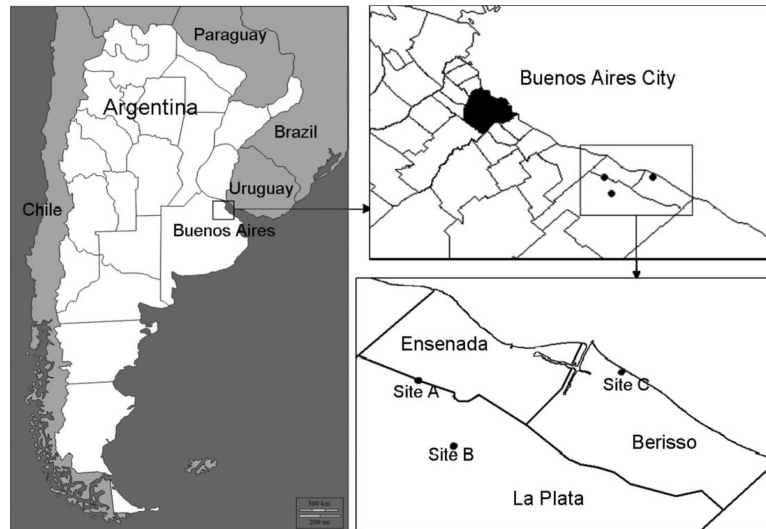 Paraguay
Argentina
Brazil
Uruguay
Chile
Buenos Aires
300 km
200 mi
Buenos Aires City
Ensenada
Site A
Site C
Site B
Berisso
La Plata